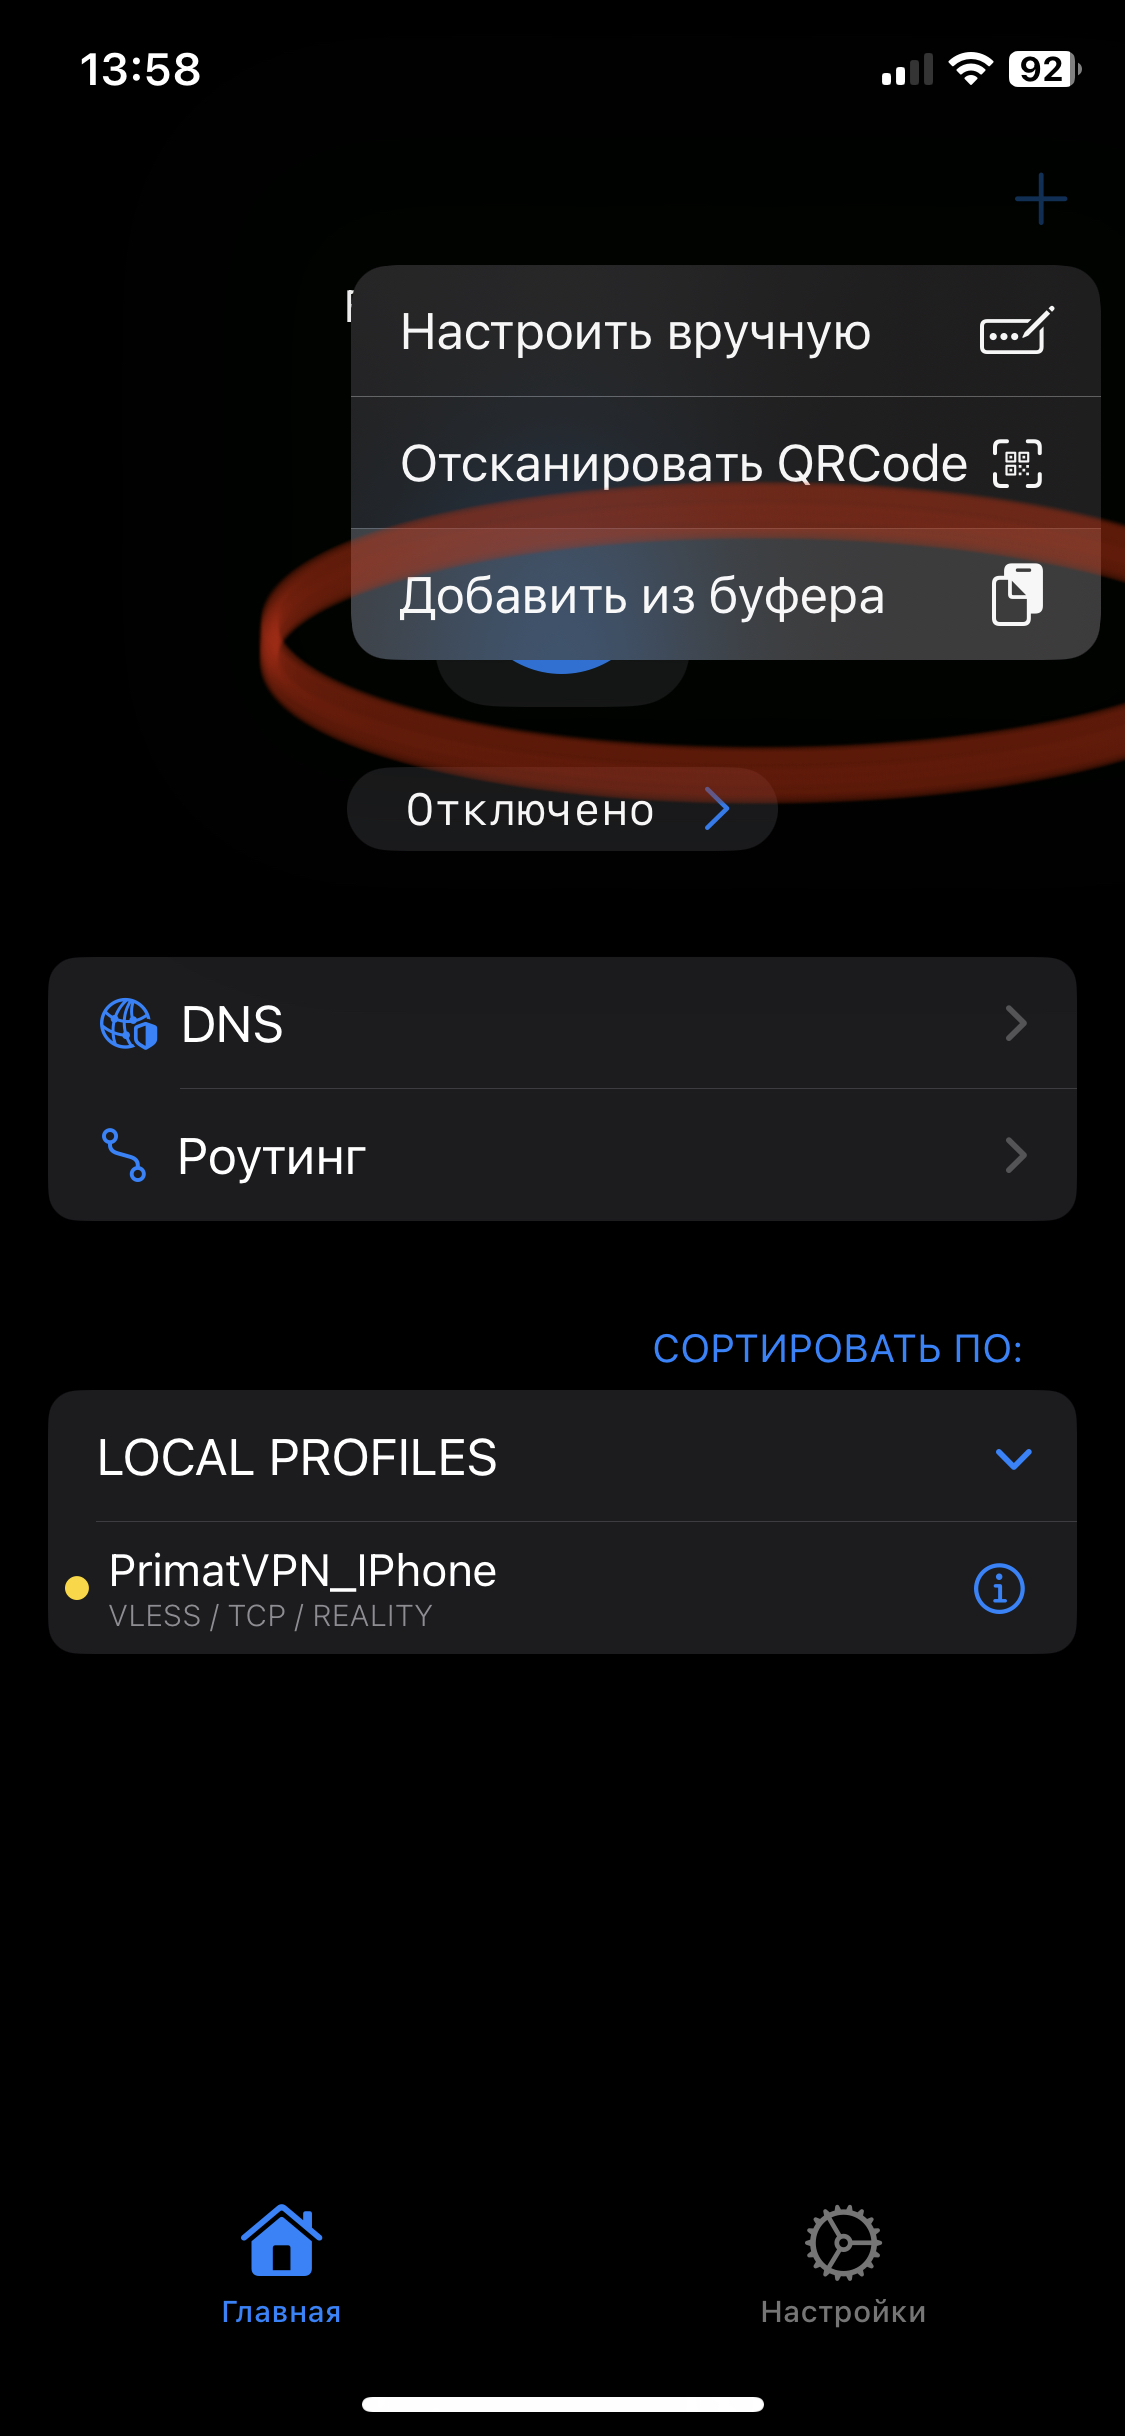 13:58
92
Настроить вручную
Отсканировать QRCode
Добавить из буфера
Отключено
DNS
Роутинг
СОРТИРОВАТЬ ПО:
LOCAL PROFILES
PrimatVPN_IPhone
VLESS / TCP / REALITY
Главная
Настройки